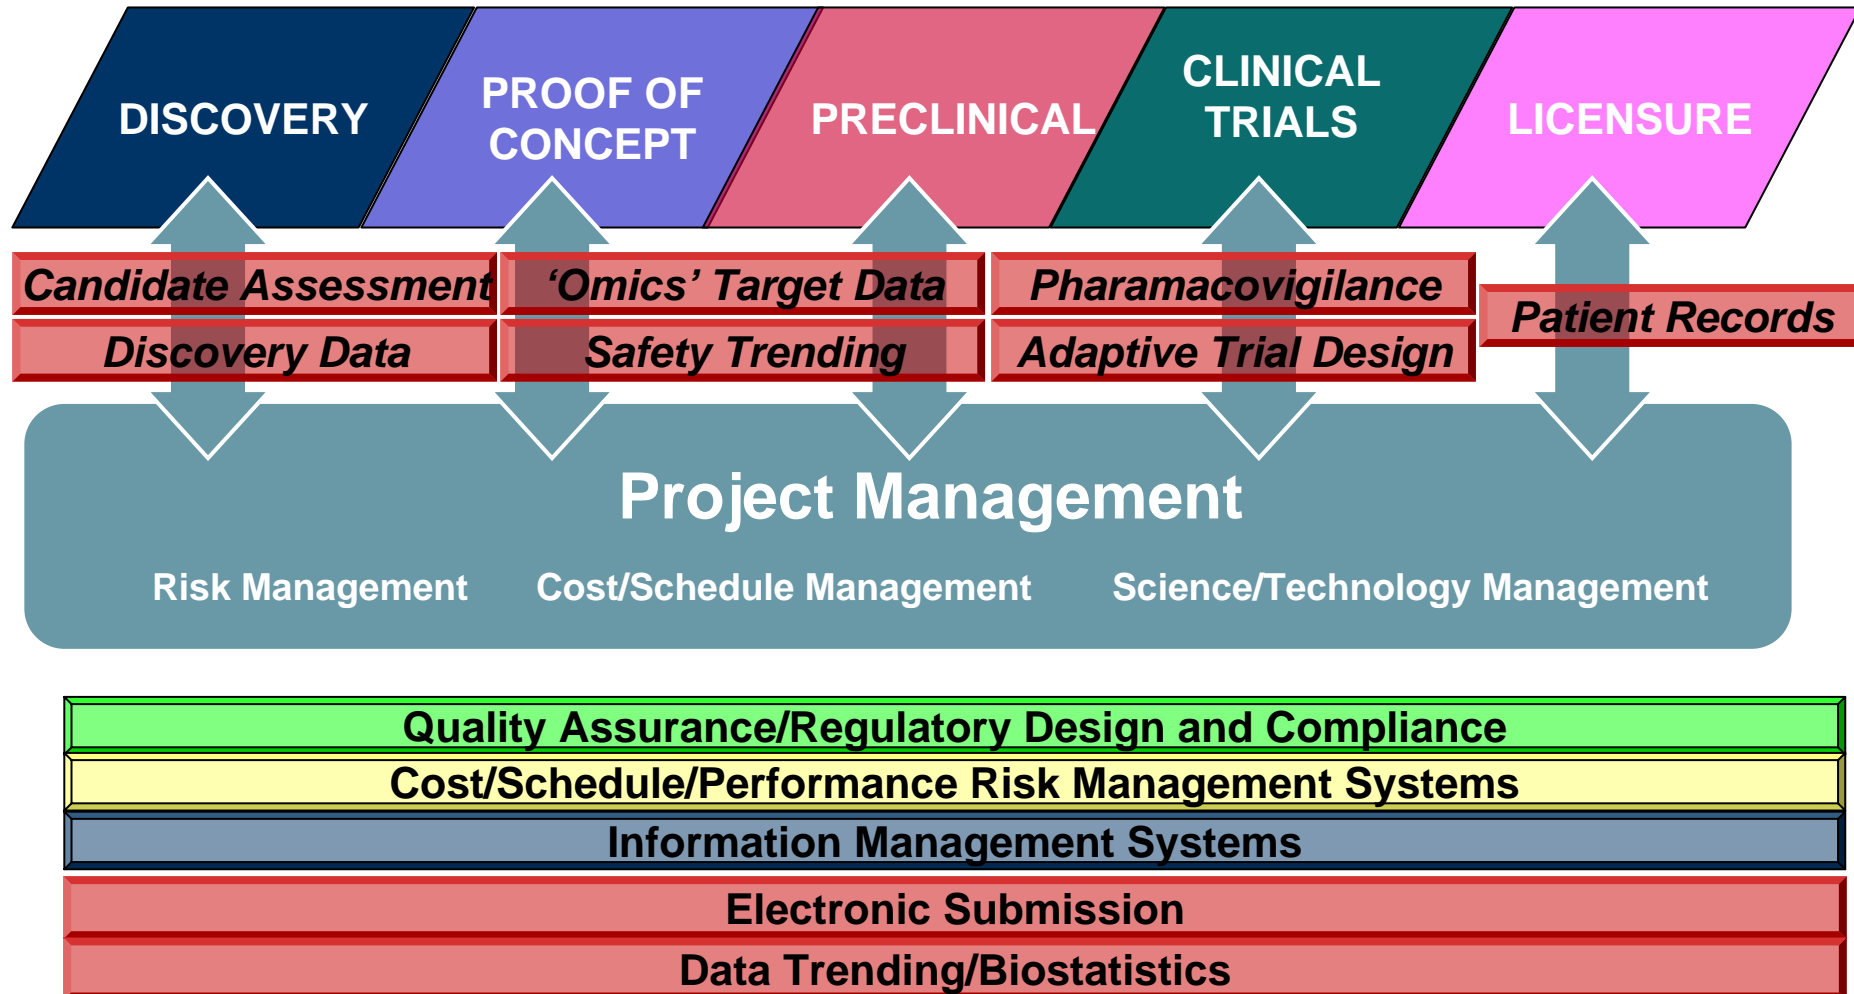 DISCOVERY
PROOF OF
CONCEPT
PRECLINICAL
CLINICAL
TRIALS
LICENSURE
Candidate Assessment
‘Omics’ Target Data
Pharamacovigilance
Patient Records
Discovery Data
Safety Trending
Adaptive Trial Design
Project Management
Risk Management
Cost/Schedule Management
Science/Technology Management
Quality Assurance/Regulatory Design and Compliance
Cost/Schedule/Performance Risk Management Systems
Information Management Systems
Electronic Submission
Data Trending/Biostatistics